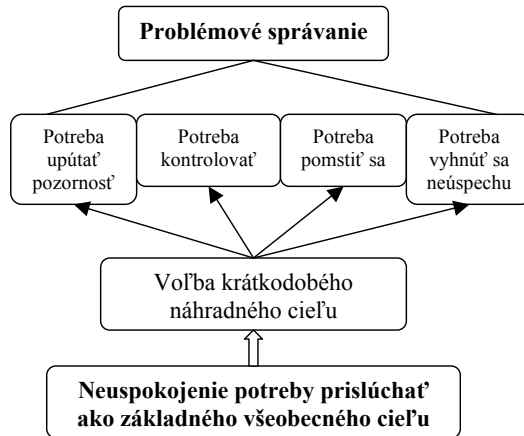 Problémové správanie
Potreba
upútať
pozornosť
Potreba
kontrolovať
Potreba
pomstiť sa
Potreba
vyhnúť sa
neúspechu
Voľba krátkodobého
náhradného cieľu
Neuspokojenie potreby prislúchať
ako základného všeobecného cieľu